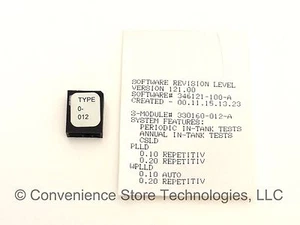 TYPE
0-
012
SOFTWARE REVISION LEVEL
VERSION 121.00
SOFTWARE# 346121-100-A
CREATED - 00.11.15.13.23
S-MODULE# 330160-012-A
SYSTEM FEATURES:
PERIODIC IN-TANK TESTS
ANNUAL IN-TANK TESTS
CSLD
PLLD
0.10 REPETITIV
0.20 REPETITIV
WPLLD
0.10 AUTO
0.20 REPETITIV
© Convenience Store Technologies, LLC